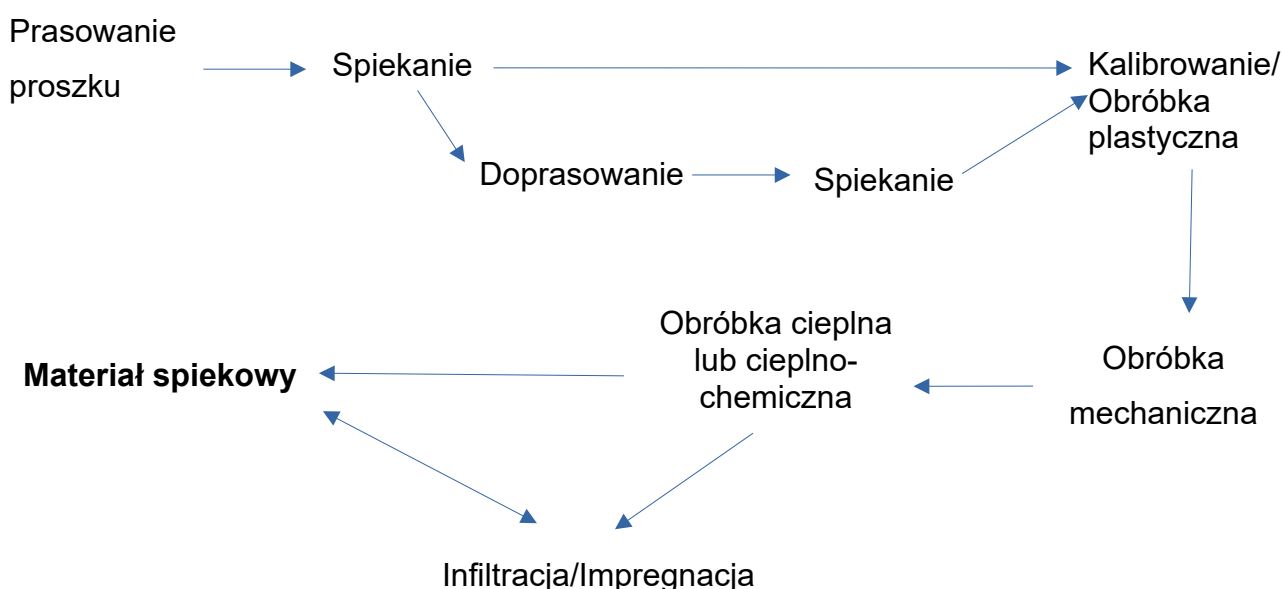 Prasowanie
proszku
Spiekanie
Kalibrowanie/
Obróbka
plastyczna
Doprasowanie
Spiekanie
Obróbka cieplna
lub cieplno-
chemiczna
Materiał spiekowy
Obróbka
mechaniczna
Infiltracja/Impregnacja